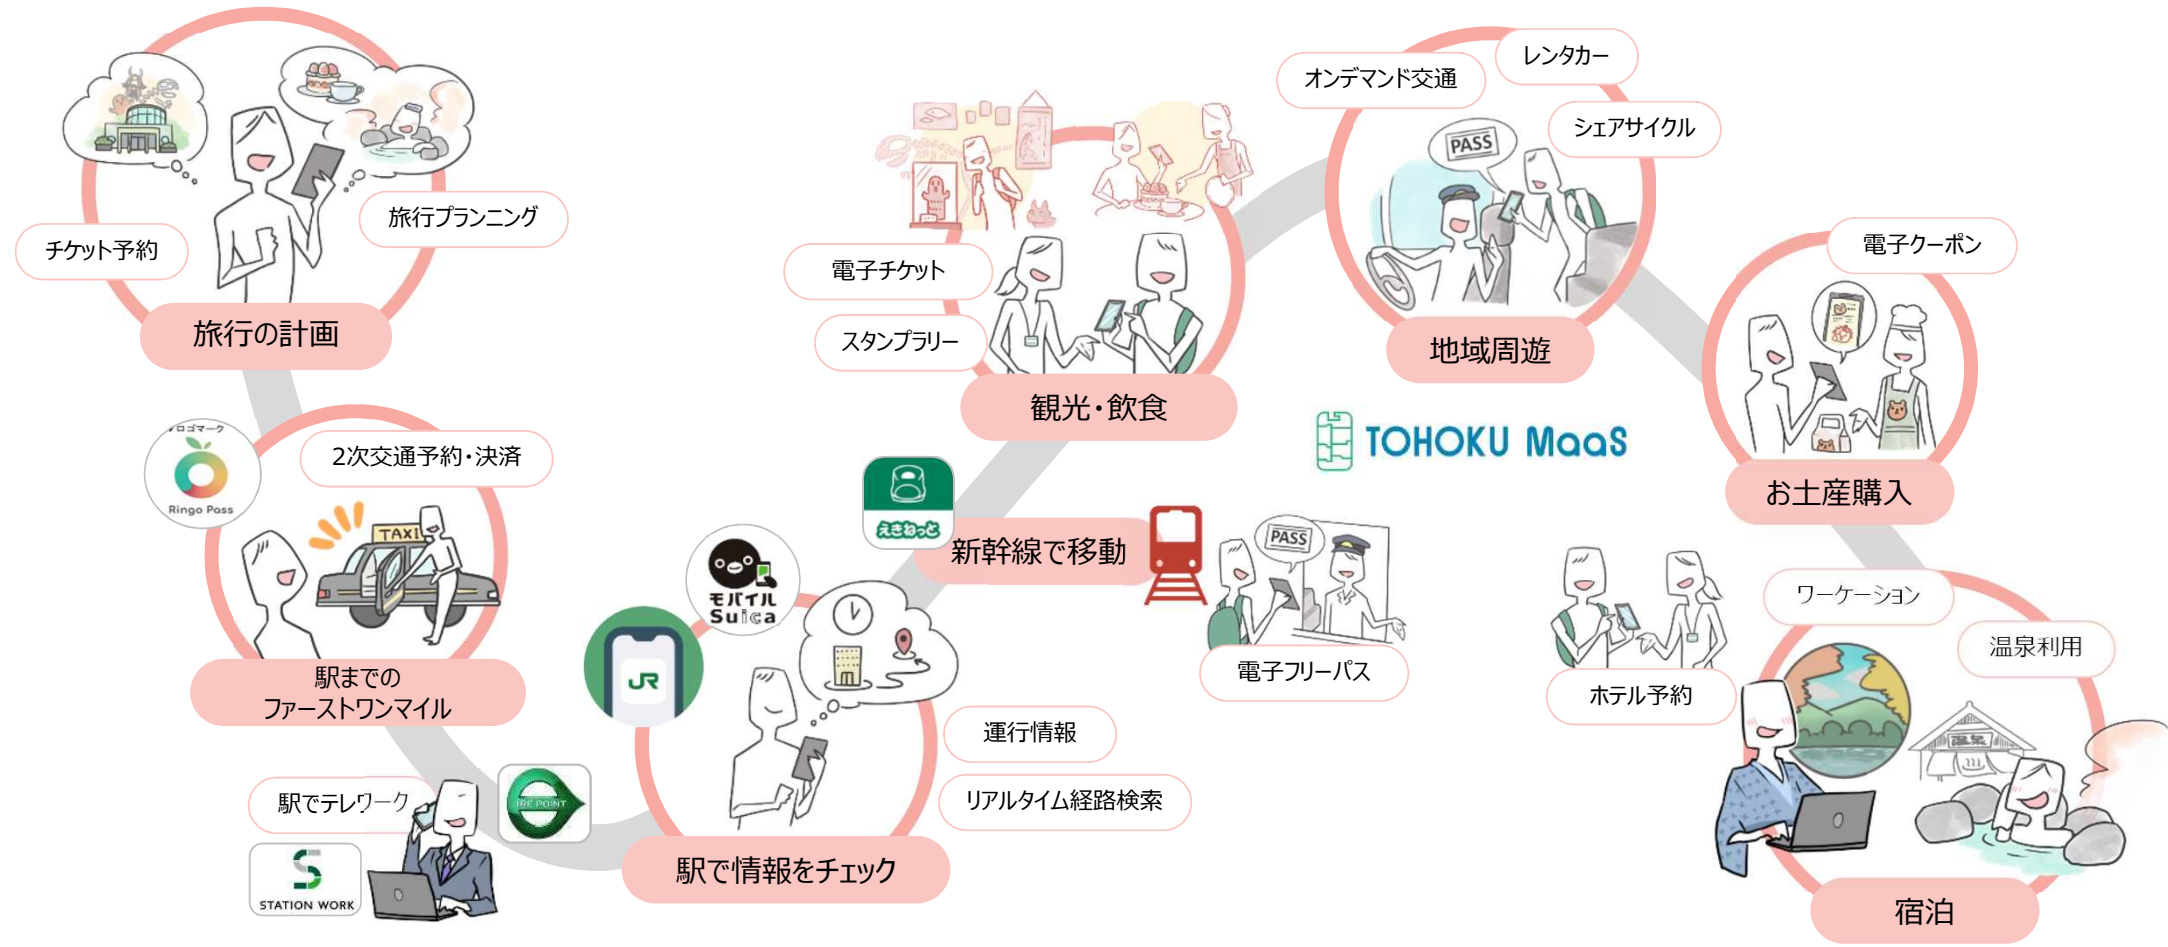 チケット予約
旅行プランニング
旅行の計画
Ringo Pass
2次交通予約・決済
TAXI
駅までの
ファーストワンマイル
駅でテレワーク
STATION WORK
JRE POINT
JR
モバイル
Suica
運行情報
リアルタイム経路検索
駅で情報をチェック
えきねっと
新幹線で移動
PASS
電子フリーパス
電子チケット
スタンプラリー
観光・飲食
オンデマンド交通
レンタカー
シェアサイクル
PASS
地域周遊
TOHOKU MaaS
電子クーポン
お土産購入
ホテル予約
ワーケーション
温泉利用
温泉
宿泊